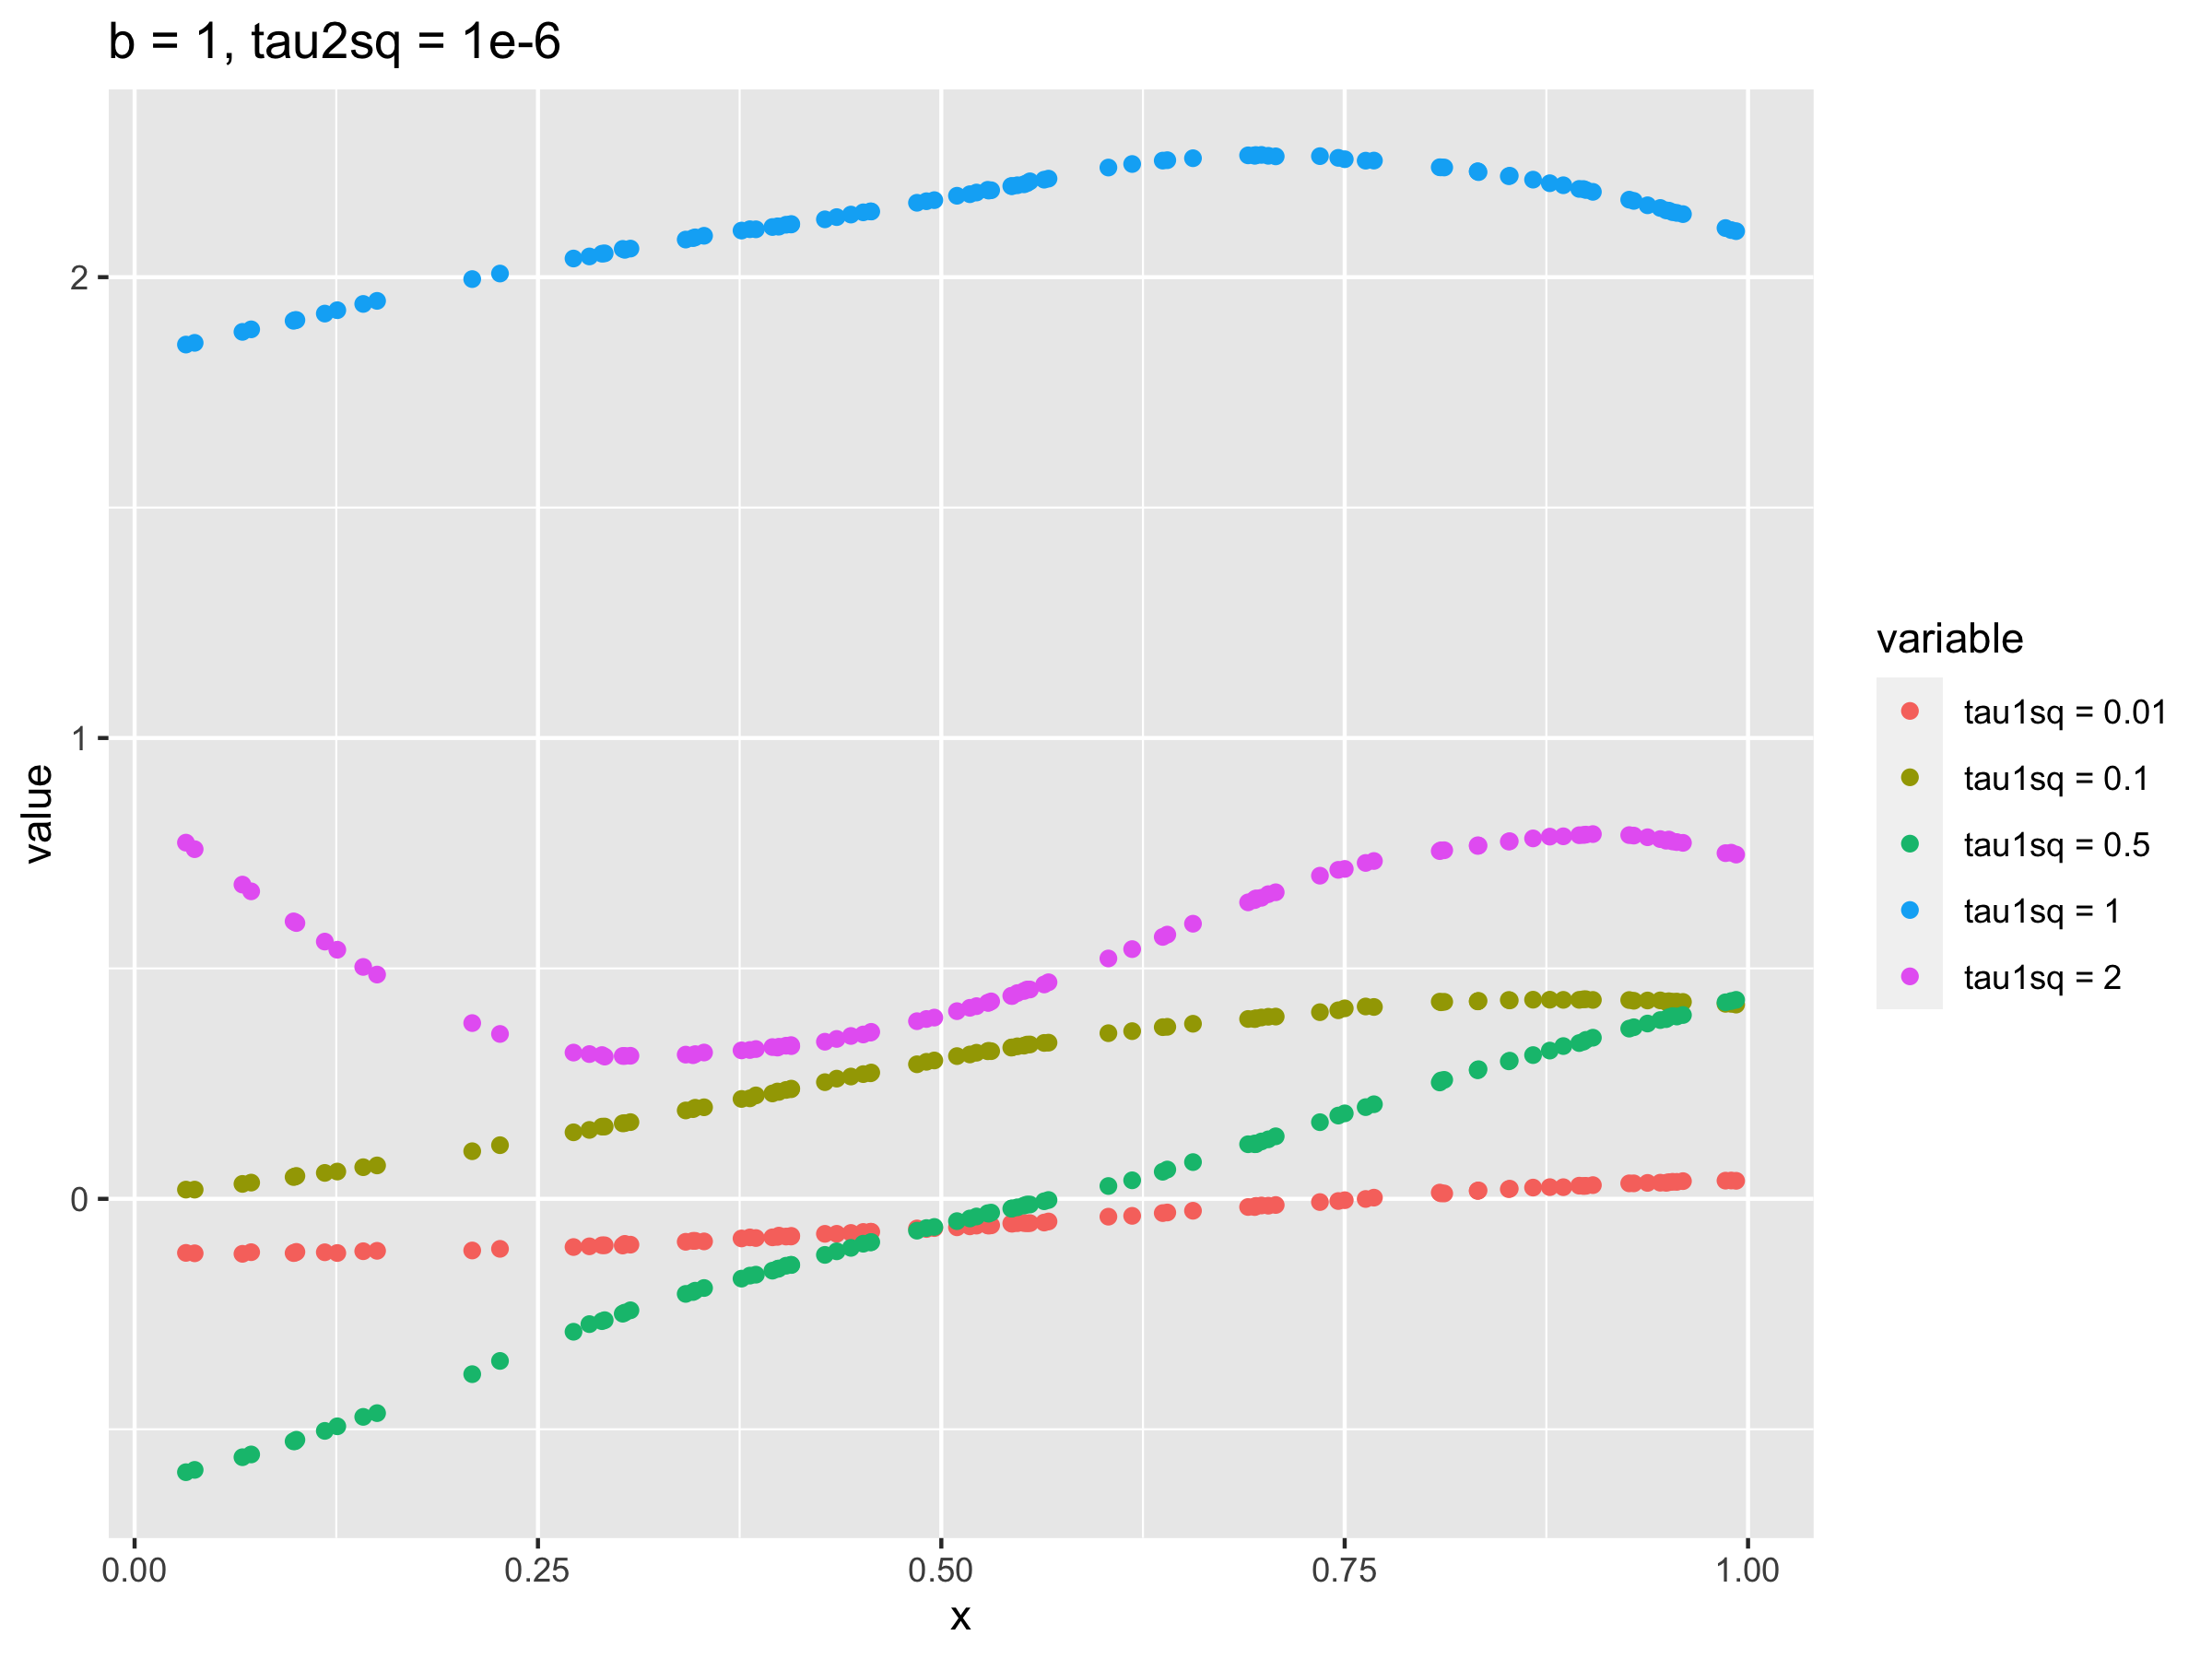 b = 1, tau2sq = 1e-6
value
2
1
0
0.00 0.25 0.50 0.75 1.00
x
variable
tau1sq = 0.01
tau1sq = 0.1
tau1sq = 0.5
tau1sq = 1
tau1sq = 2